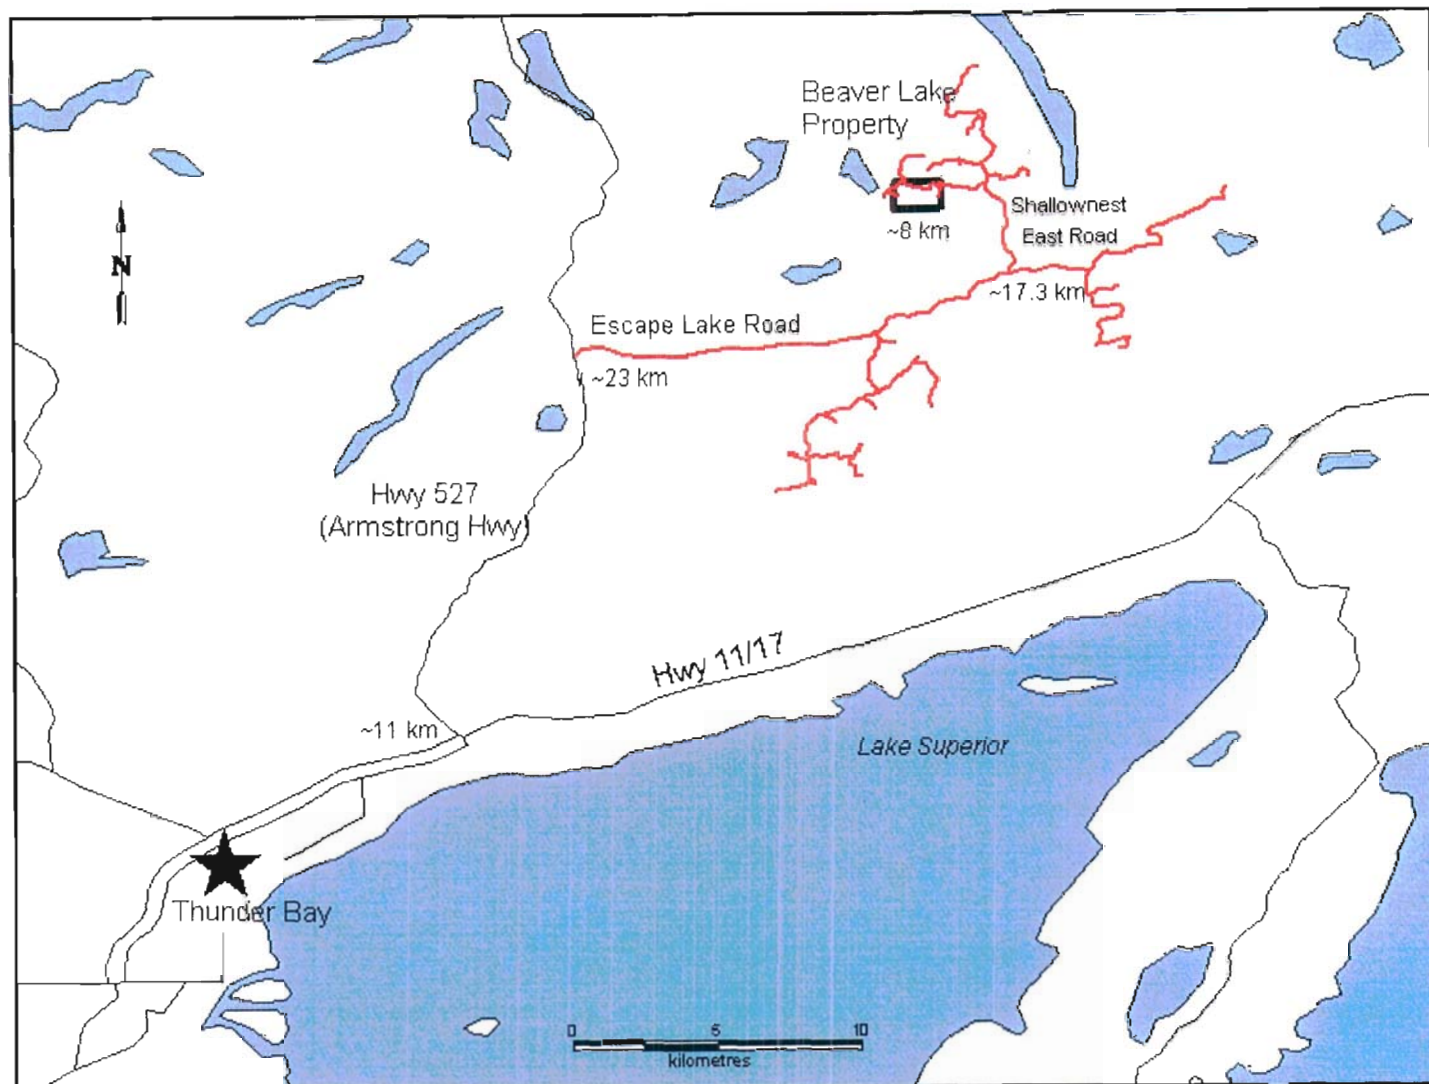 Beaver Lake
Property
N
Shallownest
East Road
~8 km
~17.3 km
Escape Lake Road
~23 km
Hwy 527
(Armstrong Hwy)
Hwy 11/17
~11 km
Lake Superior
Thunder Bay
0 5 10
kilometres